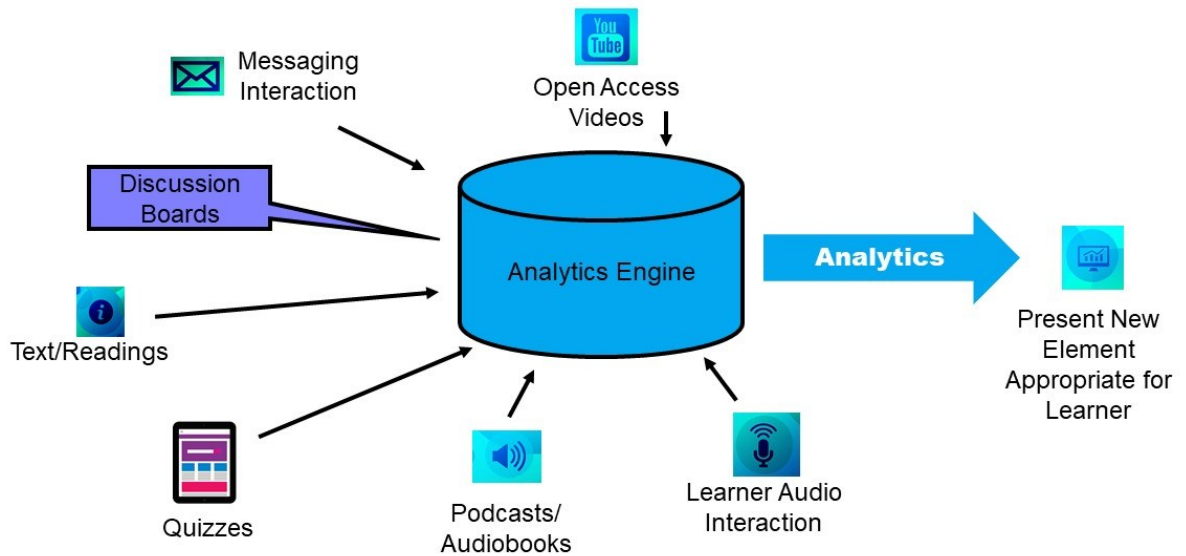 Messaging
Interaction
You
Tube
Open Access
Videos
Discussion
Boards
Analytics Engine
Analytics
i
Text/Readings
Present New
Element
Appropriate for
Learner
Quizzes
Podcasts/
Audiobooks
Learner Audio
Interaction